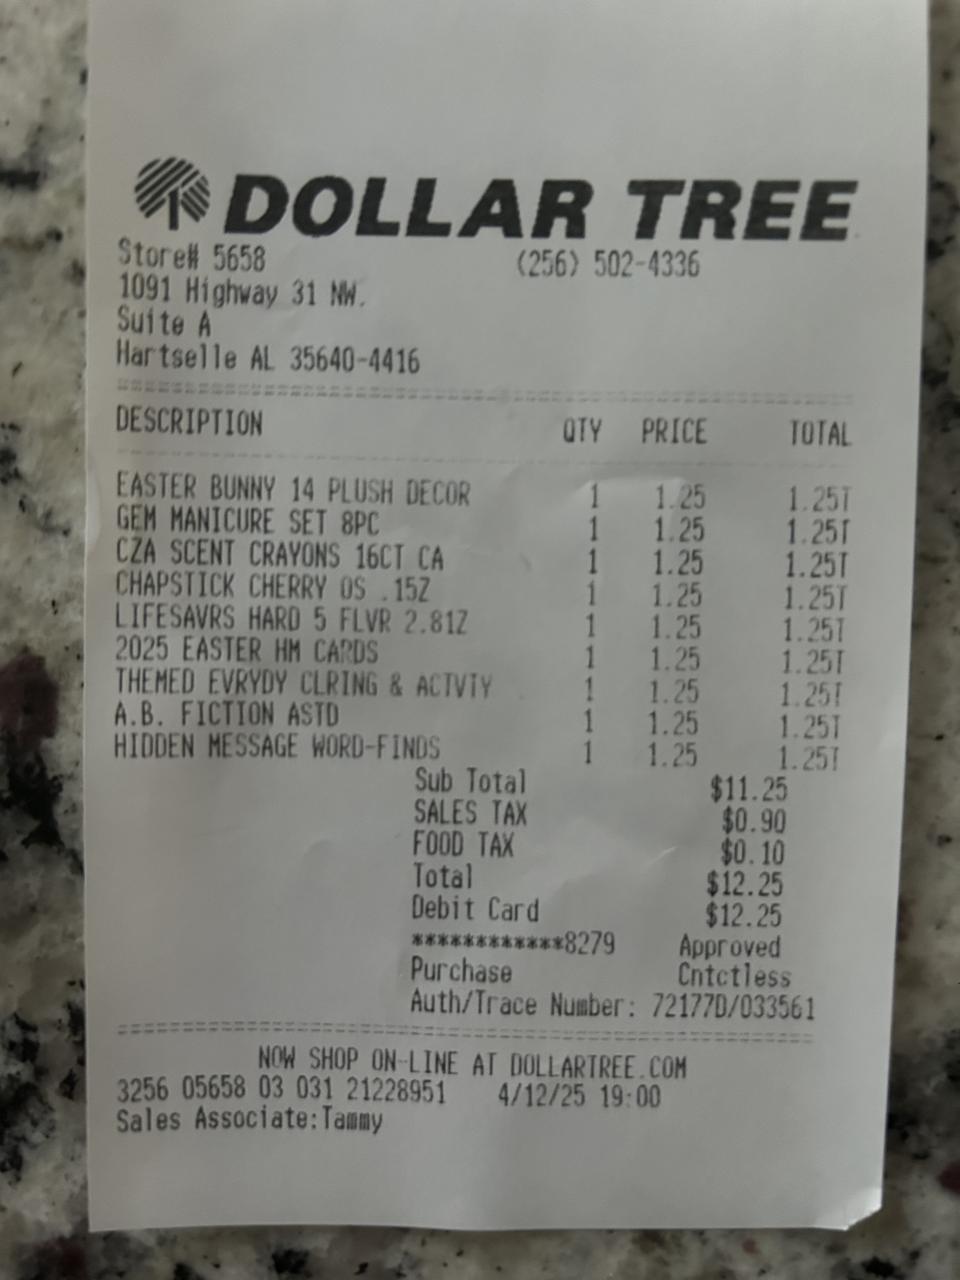 DOLLAR TREE
Store# 5658 (256) 502-4336
1091 Highway 31 NW.
Suite A
Hartselle AL 35640-4416
================================================
DESCRIPTION QTY PRICE TOTAL
------------------------------------------------
EASTER BUNNY 14 PLUSH DECOR 1 1.25 1.25T
GEM MANICURE SET 8PC 1 1.25 1.25T
CZA SCENT CRAYONS 16CT CA 1 1.25 1.25T
CHAPSTICK CHERRY OS .15Z 1 1.25 1.25T
LIFESAVRS HARD 5 FLVR 2.81Z 1 1.25 1.25T
2025 EASTER HM CARDS 1 1.25 1.25T
THEMED EVRYDY CLRING & ACTVTY 1 1.25 1.25T
A.B. FICTION ASTD 1 1.25 1.25T
HIDDEN MESSAGE WORD-FINDS 1 1.25 1.25T
Sub Total $11.25
SALES TAX $0.90
FOOD TAX $0.10
Total $12.25
Debit Card $12.25
************8279 Approved
Purchase Cntctless
Auth/Trace Number: 72177D/033561
================================================
NOW SHOP ON-LINE AT DOLLARTREE.COM
3256 05658 03 031 21228951 4/12/25 19:00
Sales Associate:Tammy